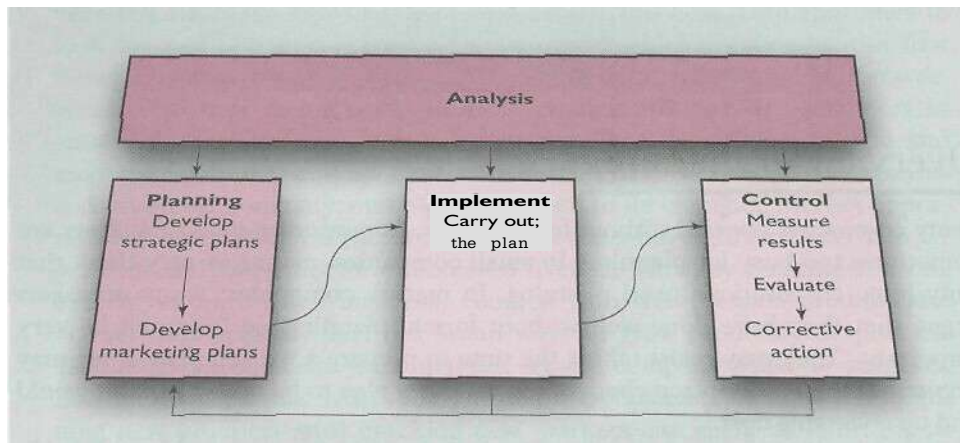 Analysis
Planning
Develop
strategic plans
Develop
marketing plans
Implement
Carry out;
the plan
Control
Measure
results
Evaluate
Corrective
action